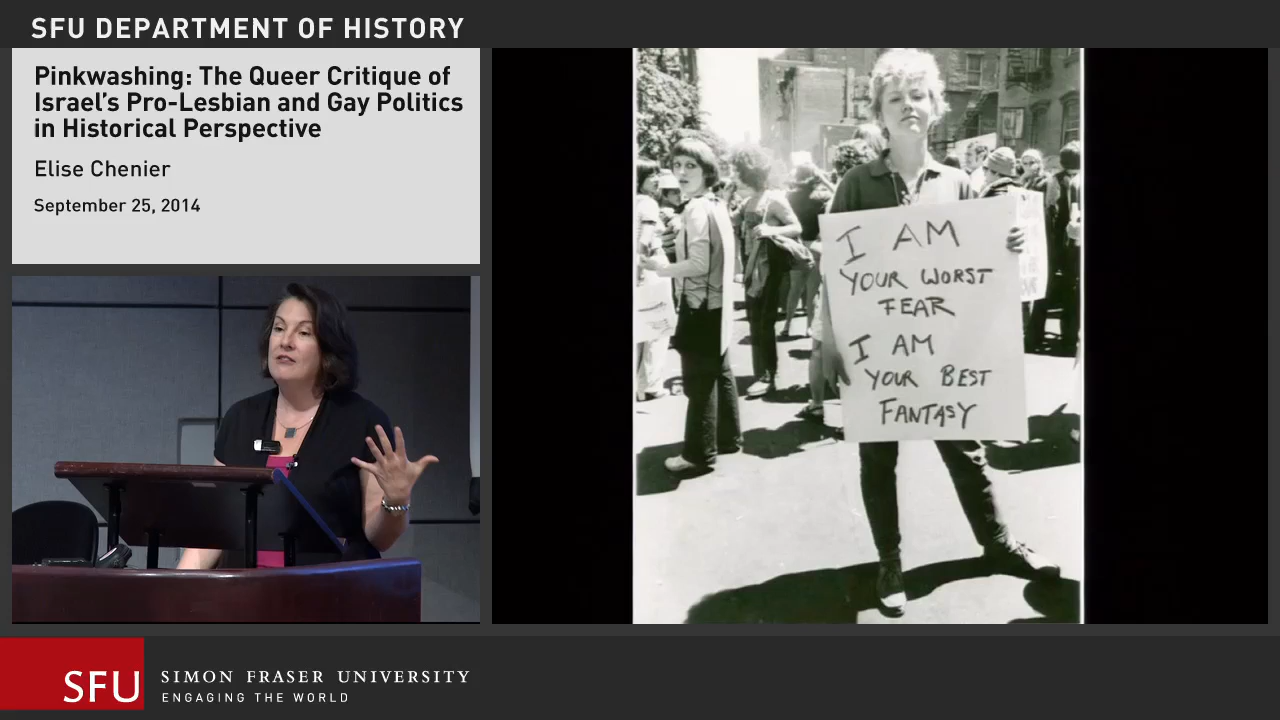 SFU DEPARTMENT OF HISTORY
Pinkwashing: The Queer Critique of
Israel's Pro-Lesbian and Gay Politics
in Historical Perspective
Elise Chenier
September 25, 2014
I AM
YOUR WORST
FEAR
I AM
YOUR BEST
FANTASY
SFU
SIMON FRASER UNIVERSITY
ENGAGING THE WORLD